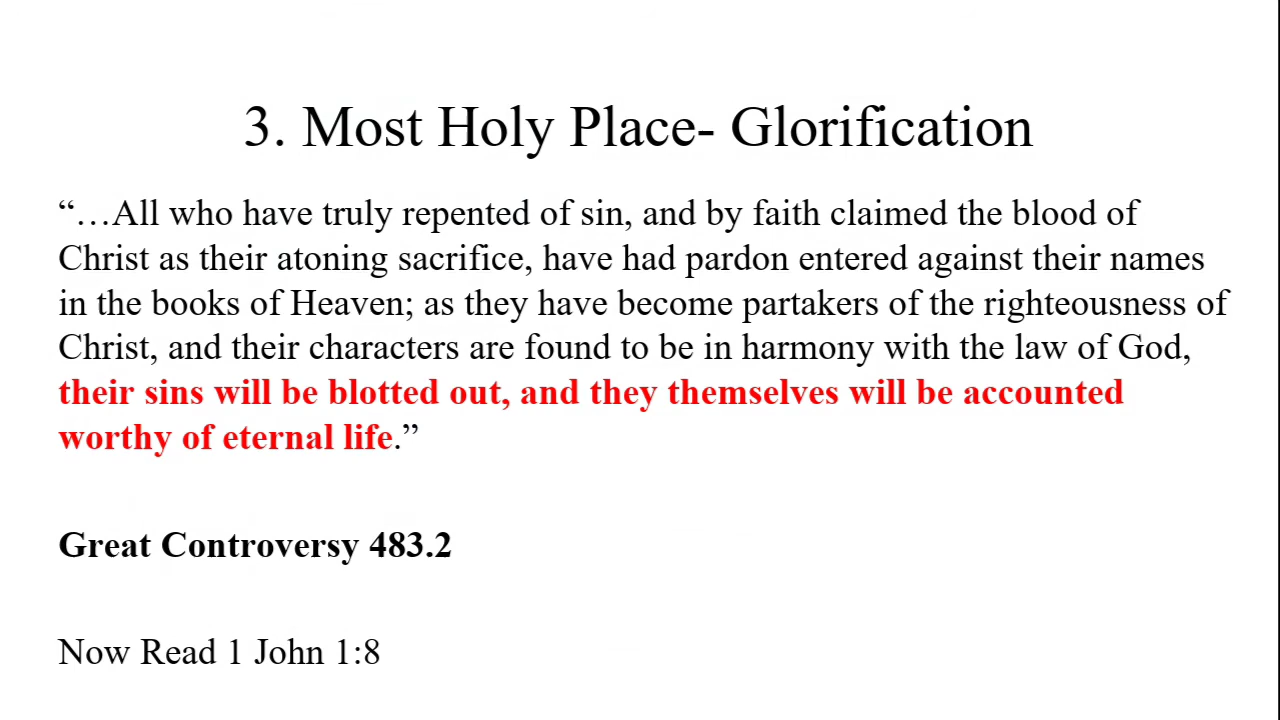 3. Most Holy Place- Glorification
“…All who have truly repented of sin, and by faith claimed the blood of
Christ as their atoning sacrifice, have had pardon entered against their names
in the books of Heaven; as they have become partakers of the righteousness of
Christ, and their characters are found to be in harmony with the law of God,
their sins will be blotted out, and they themselves will be accounted
worthy of eternal life.”
Great Controversy 483.2
Now Read 1 John 1:8